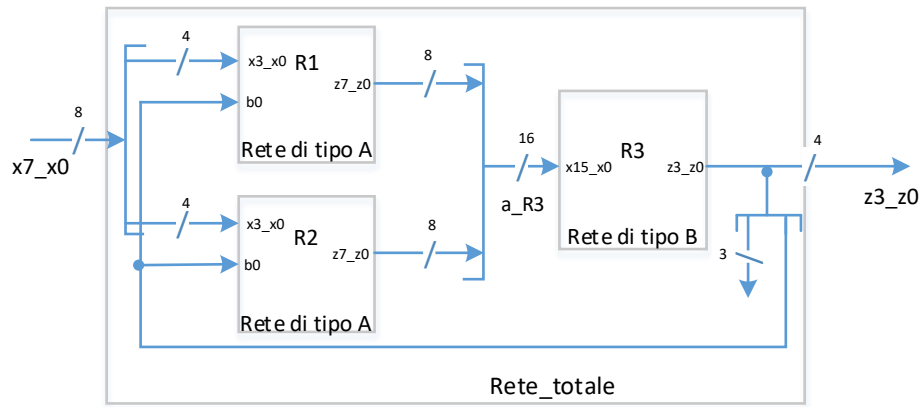 4
x3_x0
R1
z7_z0
8
b0
8
Rete di tipo A
x7_x0
16
R3
4
x15_x0
z3_z0
a_R3
z3_z0
4
x3_x0
R2
8
Rete di tipo B
z7_z0
b0
3
Rete di tipo A
Rete_totale